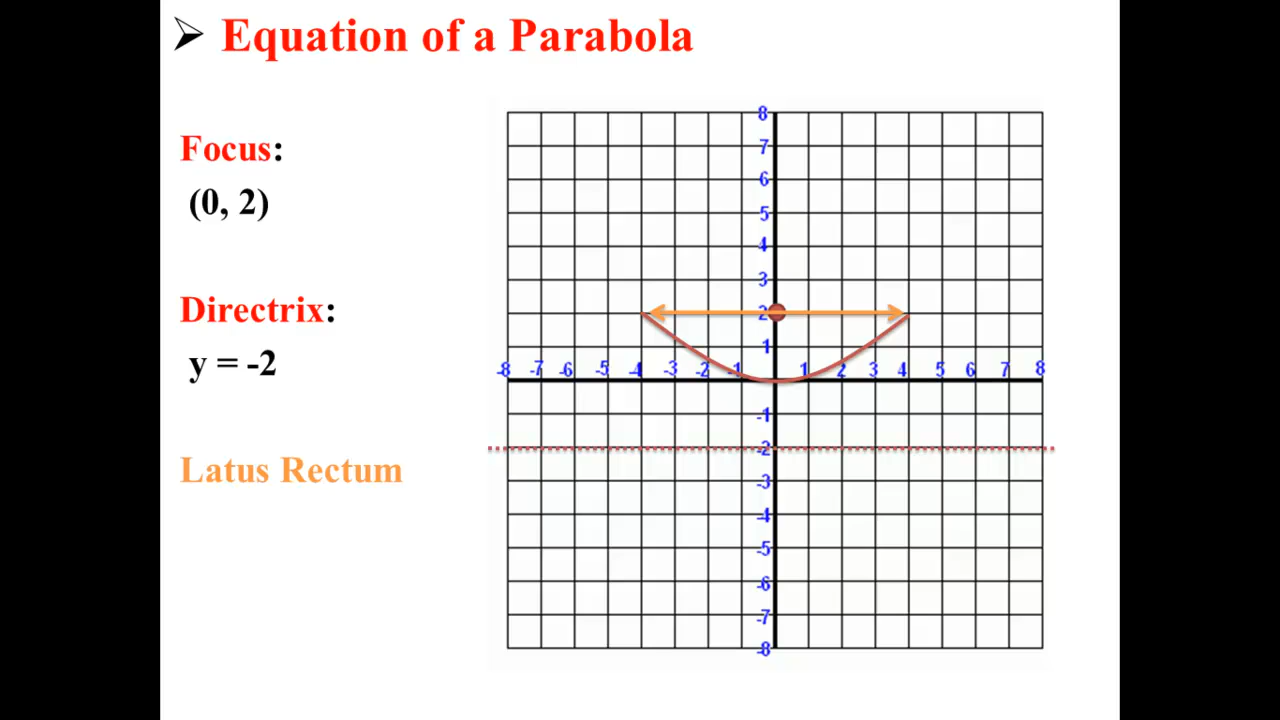 Equation of a Parabola
Focus:
(0, 2)
Directrix:
y = -2
Latus Rectum
8
7
6
5
4
3
2
1
-8 -7 -6 -5 -4 -3 -2 -1 1 2 3 4 5 6 7 8
-1
-2
-3
-4
-5
-6
-7
-8